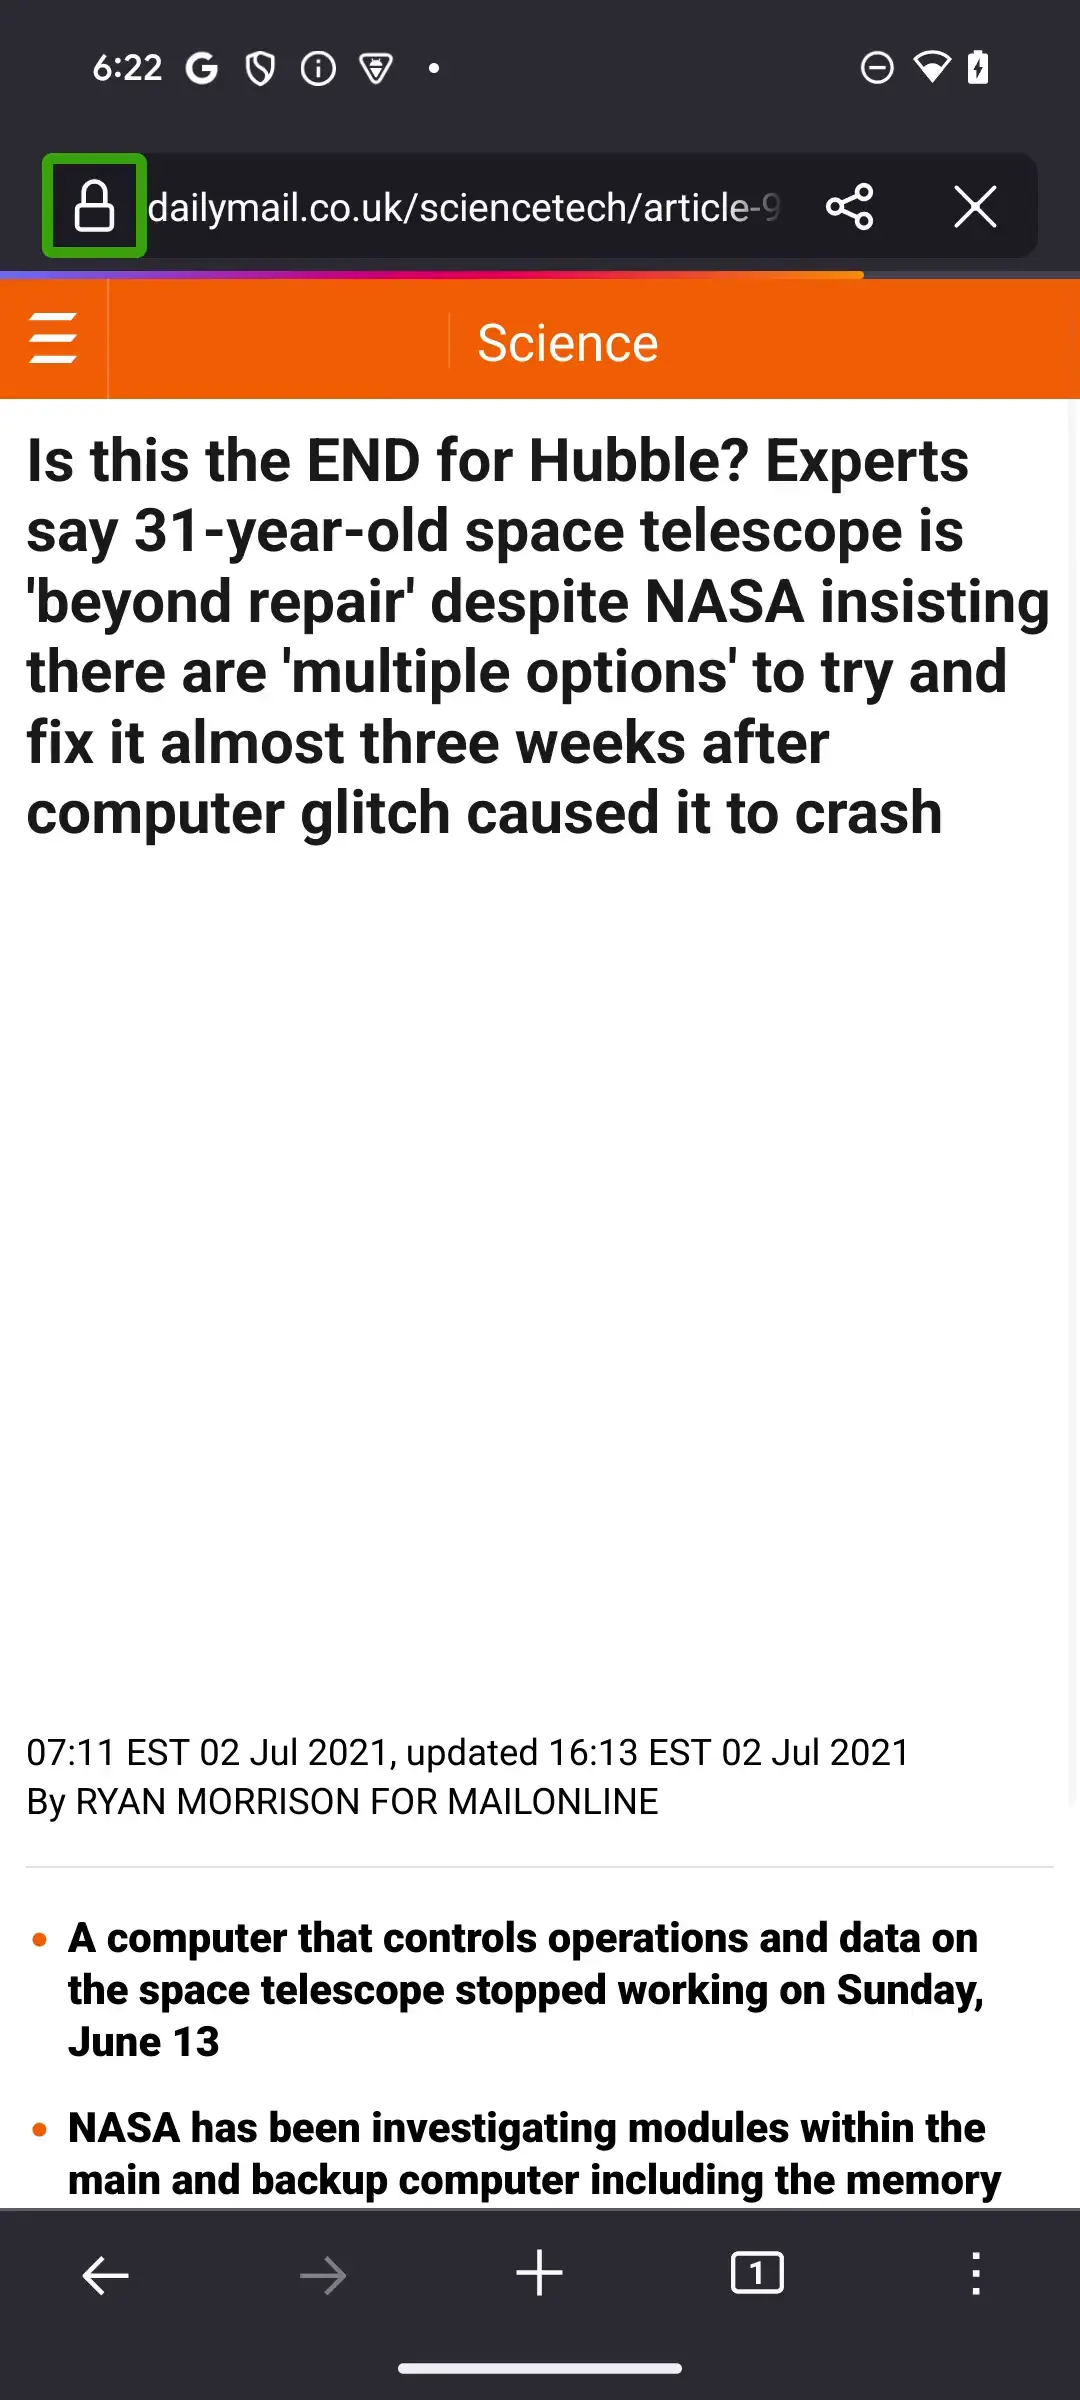 6:22
dailymail.co.uk/sciencetech/article-9
Science
Is this the END for Hubble? Experts
say 31-year-old space telescope is
'beyond repair' despite NASA insisting
there are 'multiple options' to try and
fix it almost three weeks after
computer glitch caused it to crash
07:11 EST 02 Jul 2021, updated 16:13 EST 02 Jul 2021
By RYAN MORRISON FOR MAILONLINE
• A computer that controls operations and data on
the space telescope stopped working on Sunday,
June 13
• NASA has been investigating modules within the
main and backup computer including the memory
1